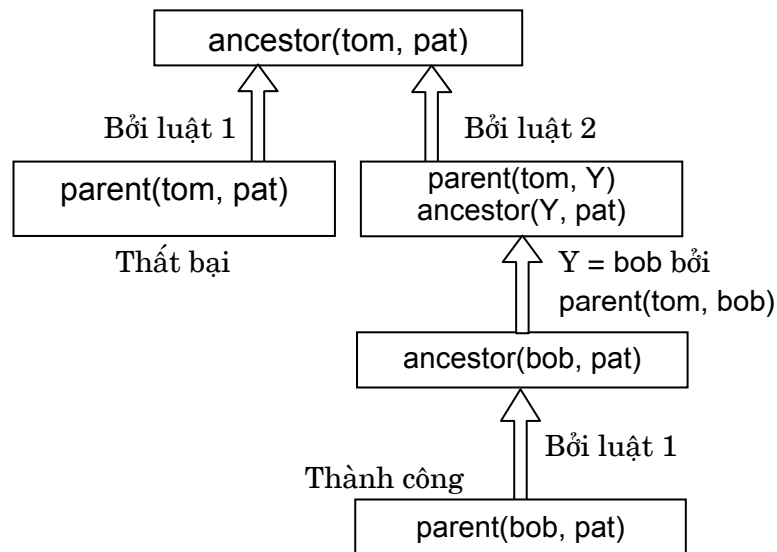 ancestor(tom, pat)
Bởi luật 1
Bởi luật 2
parent(tom, pat)
parent(tom, Y)
ancestor(Y, pat)
Thất bại
Y = bob bởi
parent(tom, bob)
ancestor(bob, pat)
Bởi luật 1
Thành công
parent(bob, pat)